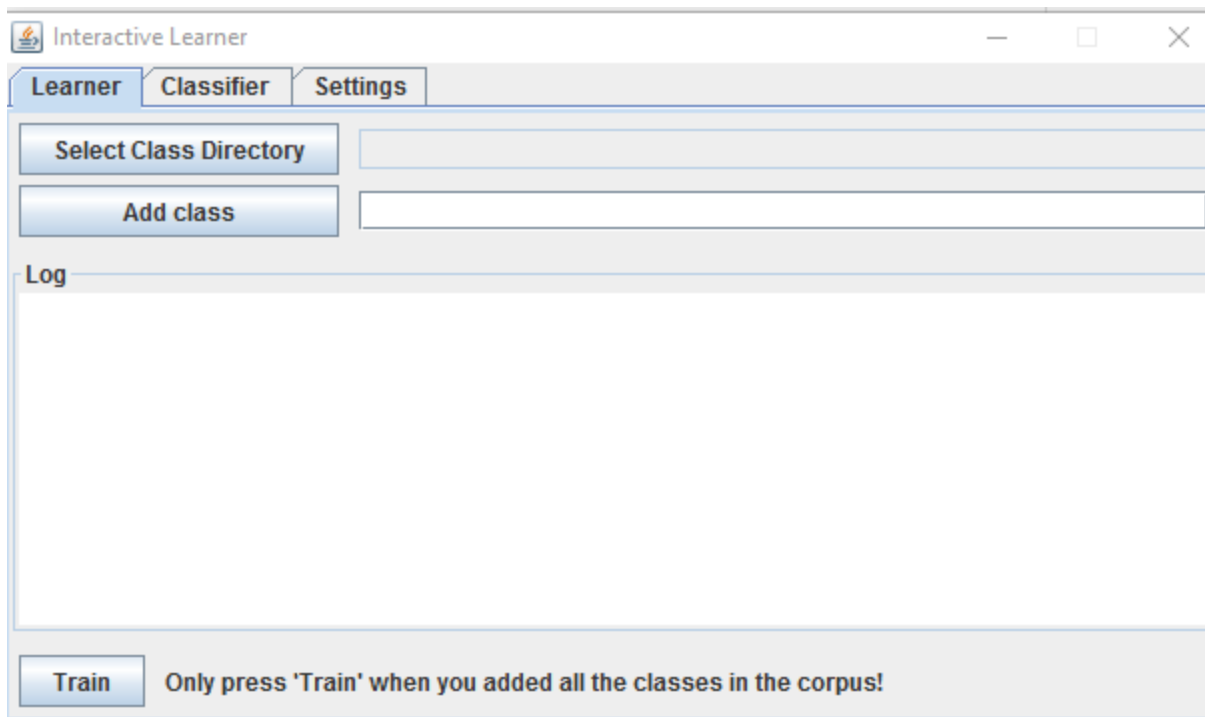 Interactive Learner
Learner Classifier Settings
Select Class Directory
Add class
Log
Train Only press 'Train' when you added all the classes in the corpus!